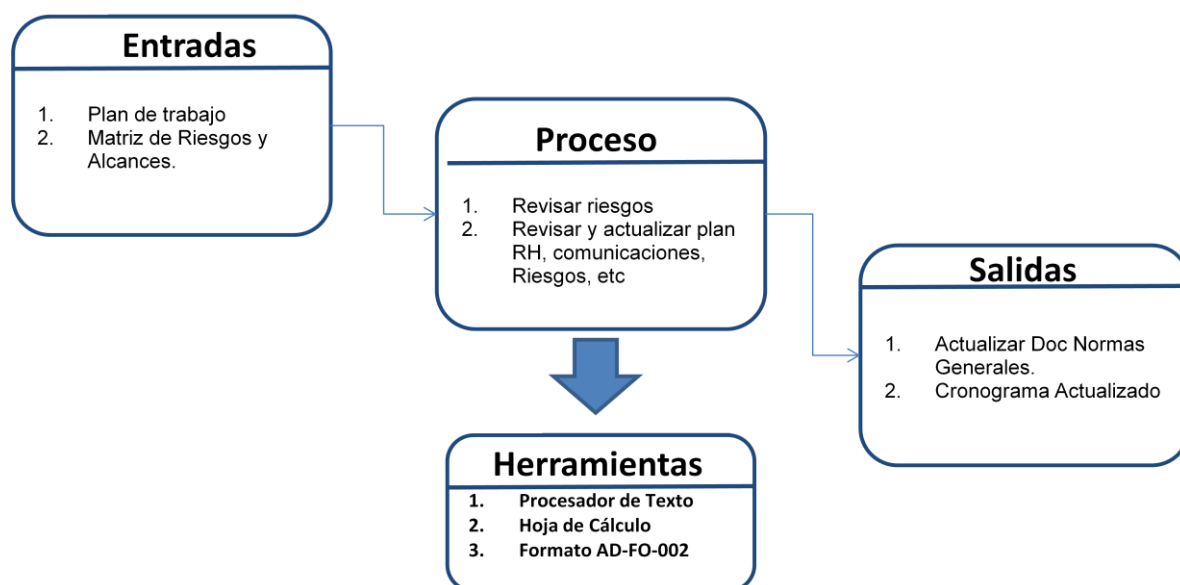 Entradas
1. Plan de trabajo
2. Matriz de Riesgos y
Alcances.
Proceso
1. Revisar riesgos
2. Revisar y actualizar plan
RH, comunicaciones,
Riesgos, etc
Salidas
1. Actualizar Doc Normas
Generales.
2. Cronograma Actualizado
Herramientas
1. Procesador de Texto
2. Hoja de Cálculo
3. Formato AD-FO-002